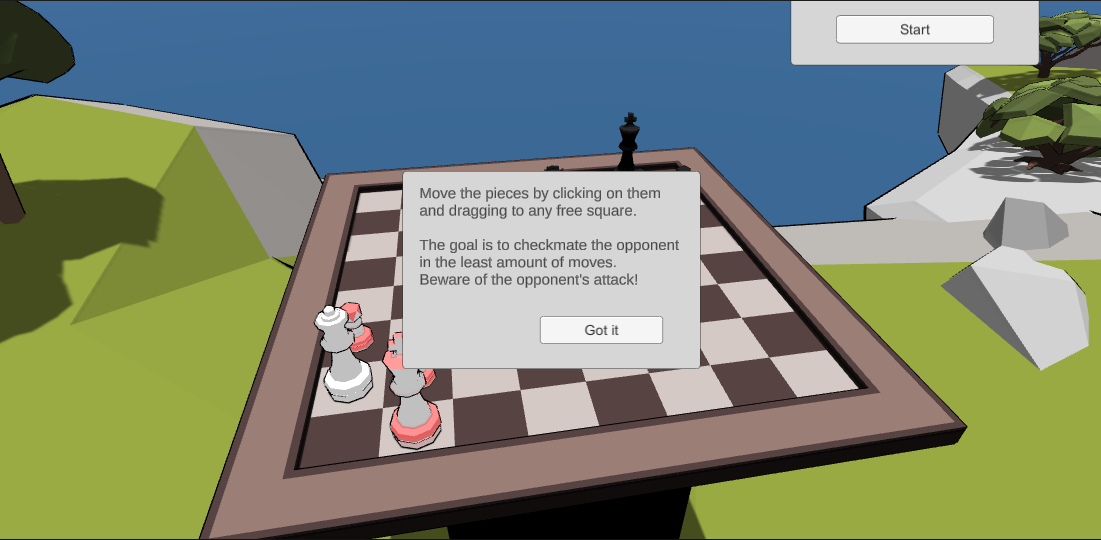 Start
Move the pieces by clicking on them
and dragging to any free square.
The goal is to checkmate the opponent
in the least amount of moves.
Beware of the opponent's attack!
Got it